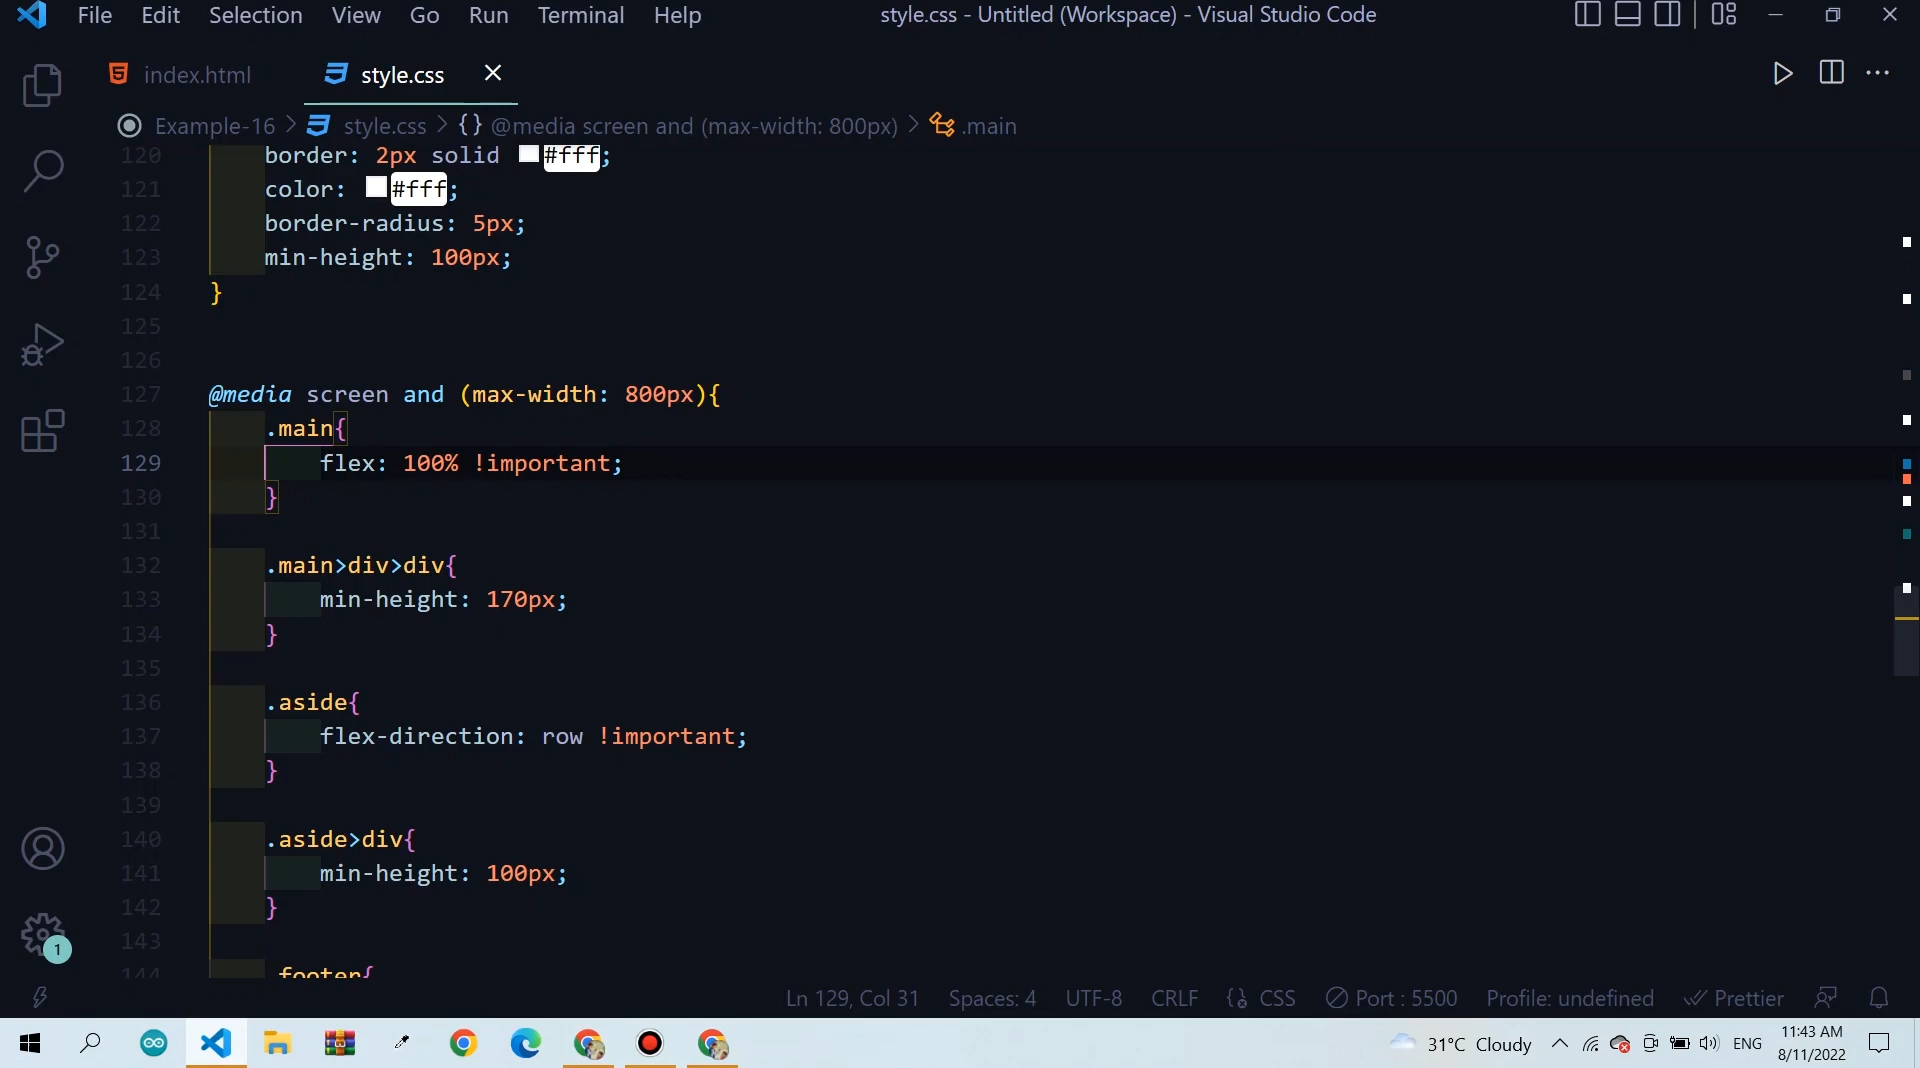 File Edit Selection View Go Run Terminal Help style.css - Untitled (Workspace) - Visual Studio Code
index.html style.css
Example-16 > style.css > {} @media screen and (max-width: 800px) > .main
120 border: 2px solid #fff;
121 color: #fff;
122 border-radius: 5px;
123 min-height: 100px;
124 }
125
126
127 @media screen and (max-width: 800px){
128 .main{
129 flex: 100% !important;
130 }
131
132 .main>div>div{
133 min-height: 170px;
134 }
135
136 .aside{
137 flex-direction: row !important;
138 }
139
140 .aside>div{
141 min-height: 100px;
142 }
143
144 .footer{
1
Ln 129, Col 31 Spaces: 4 UTF-8 CRLF CSS Port : 5500 Profile: undefined Prettier
31°C Cloudy ENG 11:43 AM
8/11/2022